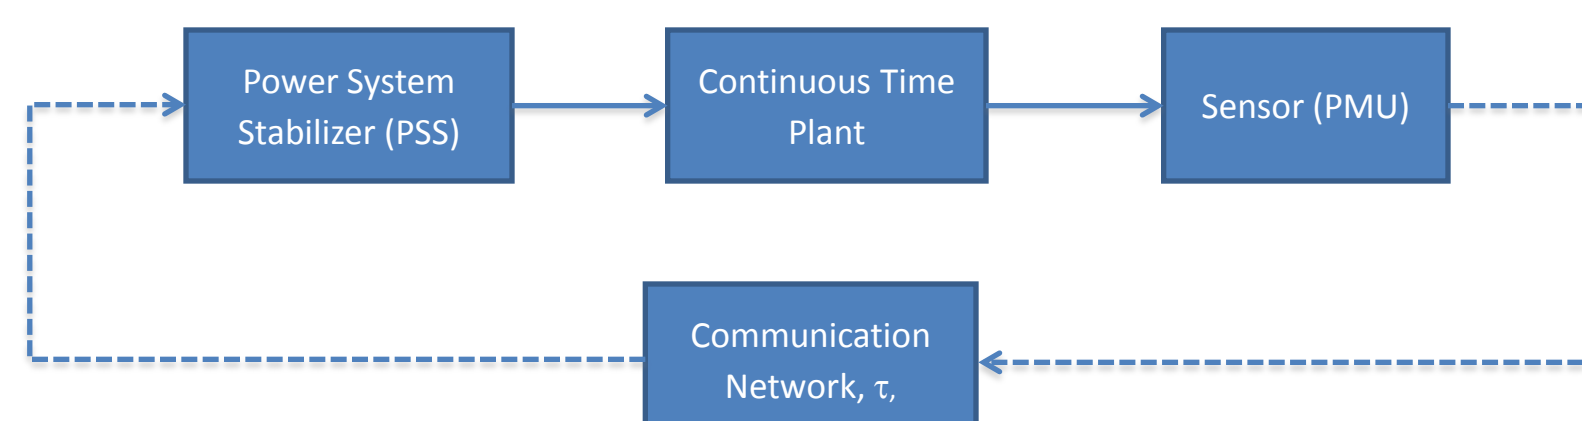 Power System
Stabilizer (PSS)
Continuous Time
Plant
Sensor (PMU)
Communication
Network, τ,